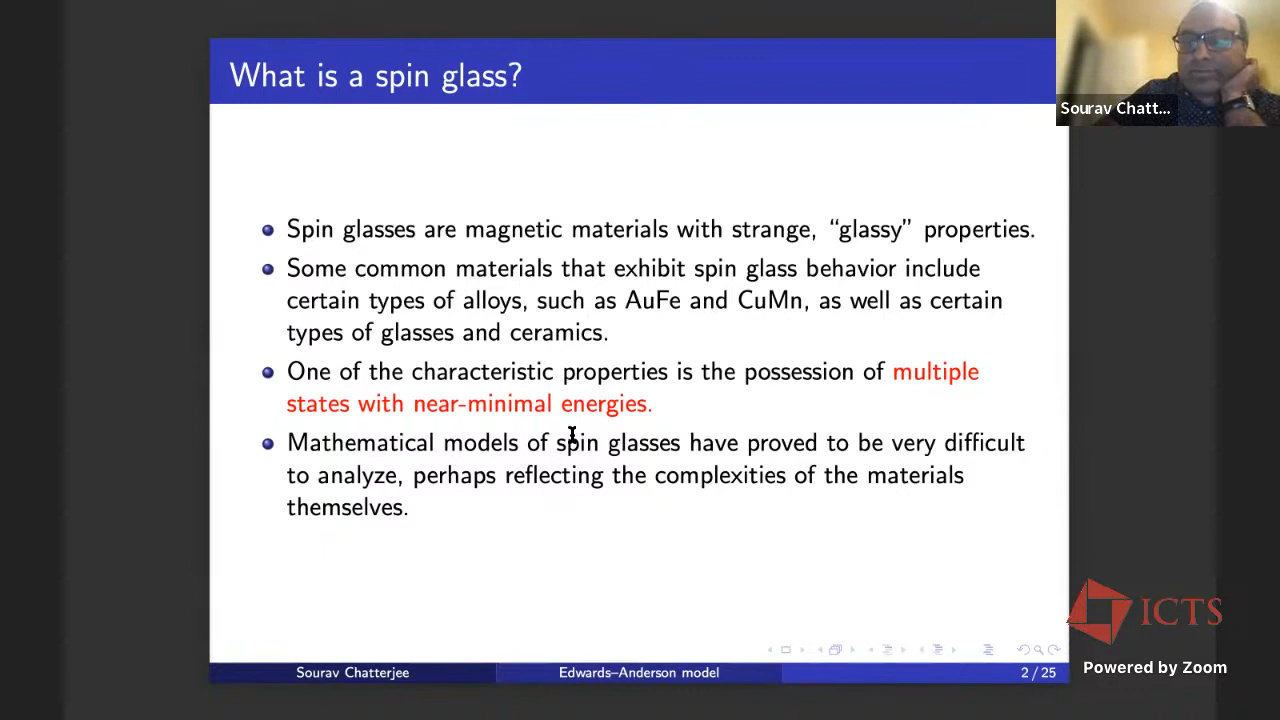 What is a spin glass?
Sourav Chatt...
Spin glasses are magnetic materials with strange, “glassy” properties.
Some common materials that exhibit spin glass behavior include
certain types of alloys, such as AuFe and CuMn, as well as certain
types of glasses and ceramics.
One of the characteristic properties is the possession of multiple
states with near-minimal energies.
Mathematical models of spin glasses have proved to be very difficult
to analyze, perhaps reflecting the complexities of the materials
themselves.
ICTS
Powered by Zoom
Sourav Chatterjee
Edwards–Anderson model
2 / 25